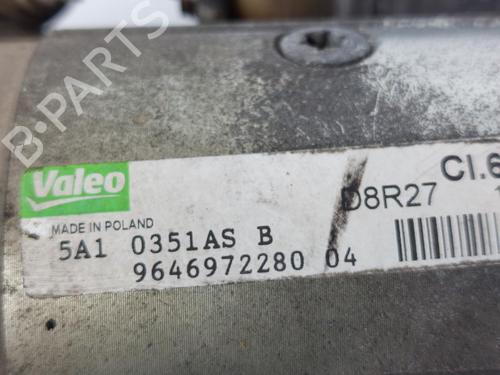 B-PARTS
Valeo
MADE IN POLAND
CI.6
D8R27
5A1 0351AS B
9646972280 04